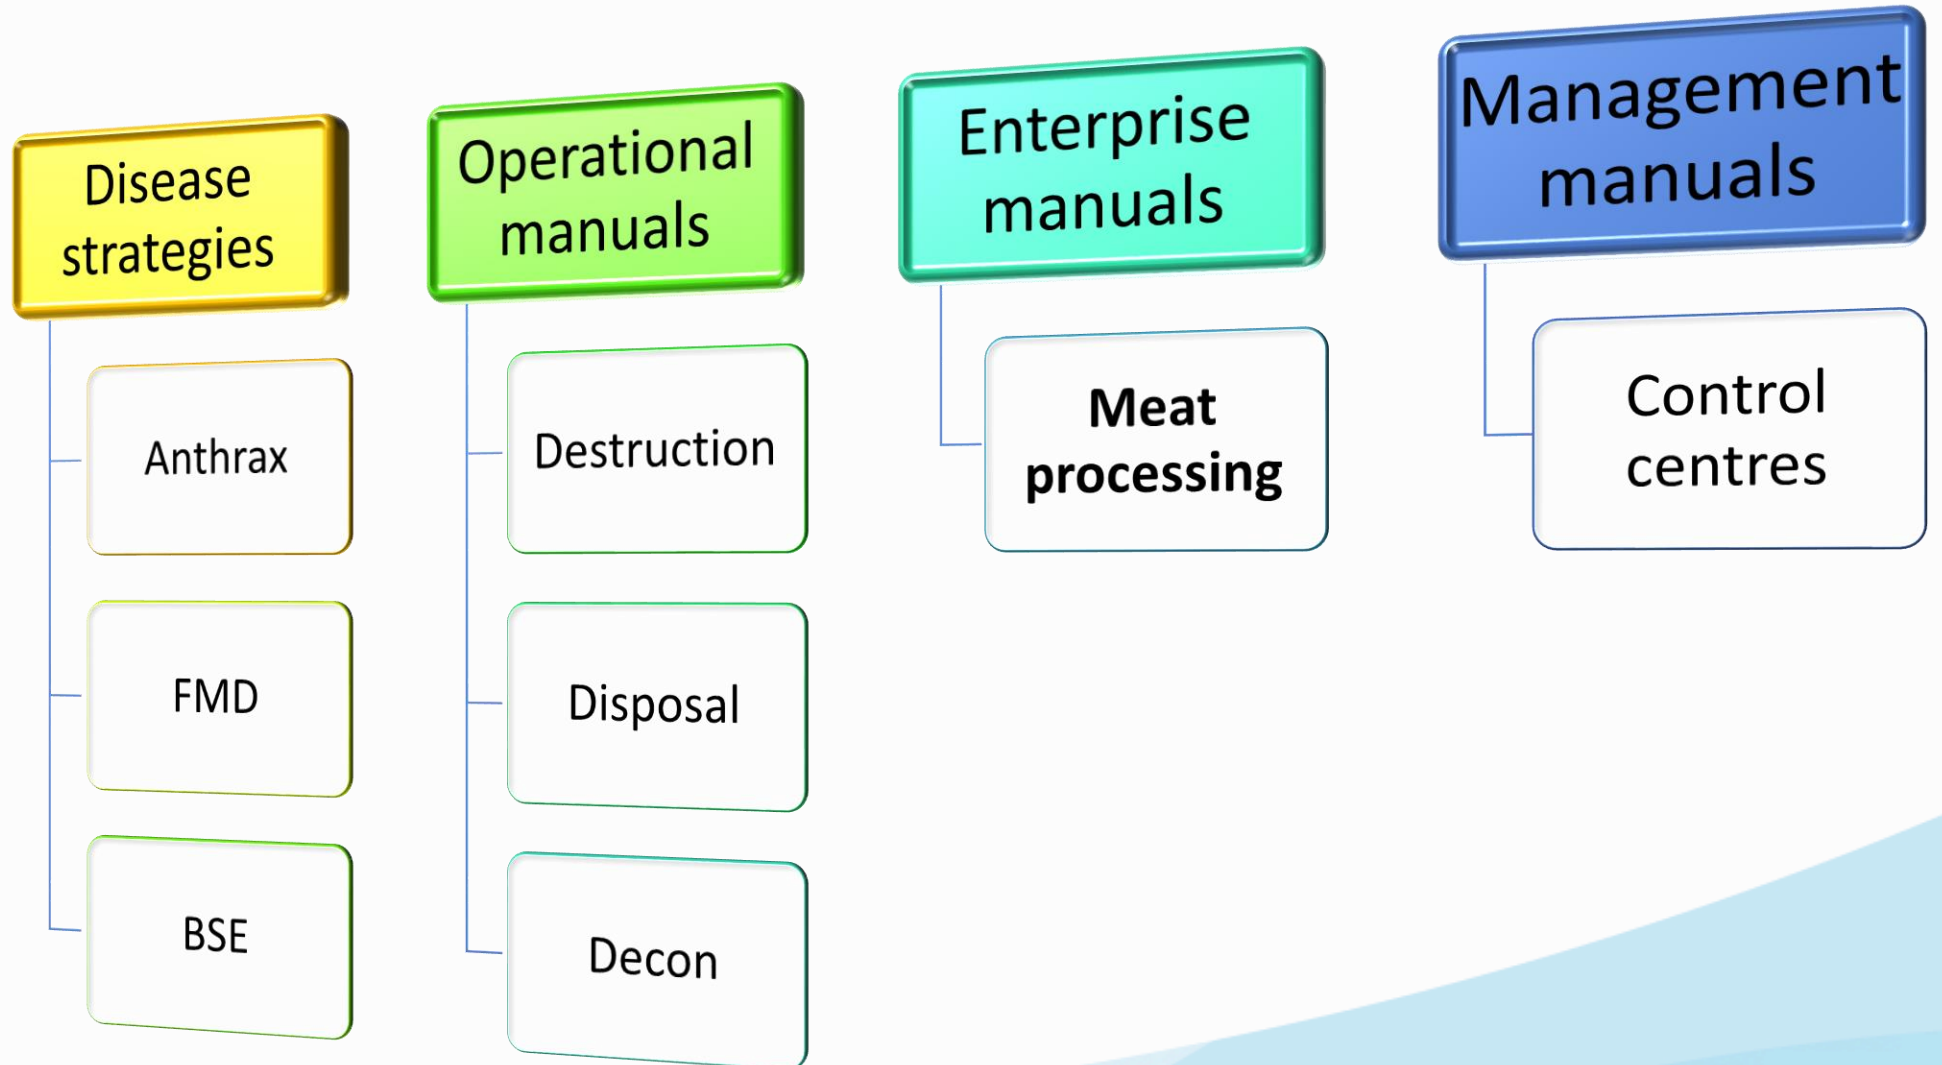 Disease
strategies
Anthrax
FMD
BSE
Operational
manuals
Destruction
Disposal
Decon
Enterprise
manuals
Meat
processing
Management
manuals
Control
centres